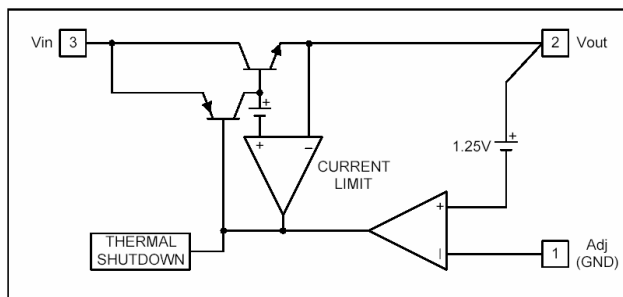 Vin 3
2 Vout
+
+
1.25V
+ −
CURRENT
LIMIT
+
THERMAL
SHUTDOWN
−
1
Adj
(GND)